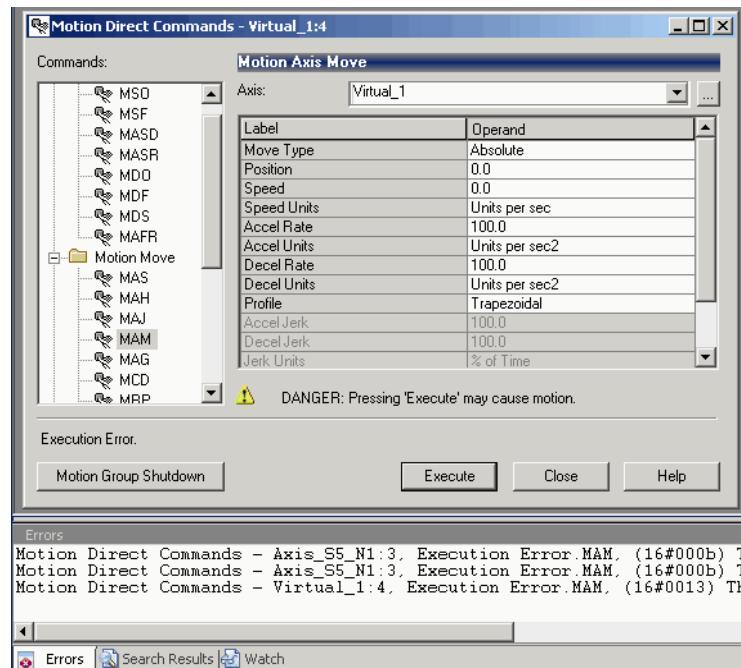 Motion Direct Commands - Virtual_1:4
Commands:
MSO
MSF
MASD
MASR
MDO
MDF
MDS
MAFR
Motion Move
MAS
MAH
MAJ
MAM
MAG
MCD
MRP
Motion Axis Move
Axis: Virtual_1 ...
Label Operand
Move Type Absolute
Position 0.0
Speed 0.0
Speed Units Units per sec
Accel Rate 100.0
Accel Units Units per sec2
Decel Rate 100.0
Decel Units Units per sec2
Profile Trapezoidal
Accel Jerk 100.0
Decel Jerk 100.0
Jerk Units % of Time
DANGER: Pressing 'Execute' may cause motion.
Execution Error.
Motion Group Shutdown Execute Close Help
Errors
Motion Direct Commands - Axis_S5_N1:3, Execution Error.MAM, (16#000b) T
Motion Direct Commands - Axis_S5_N1:3, Execution Error.MAM, (16#000b) T
Motion Direct Commands - Virtual_1:4, Execution Error.MAM, (16#0013) Th
Errors Search Results Watch